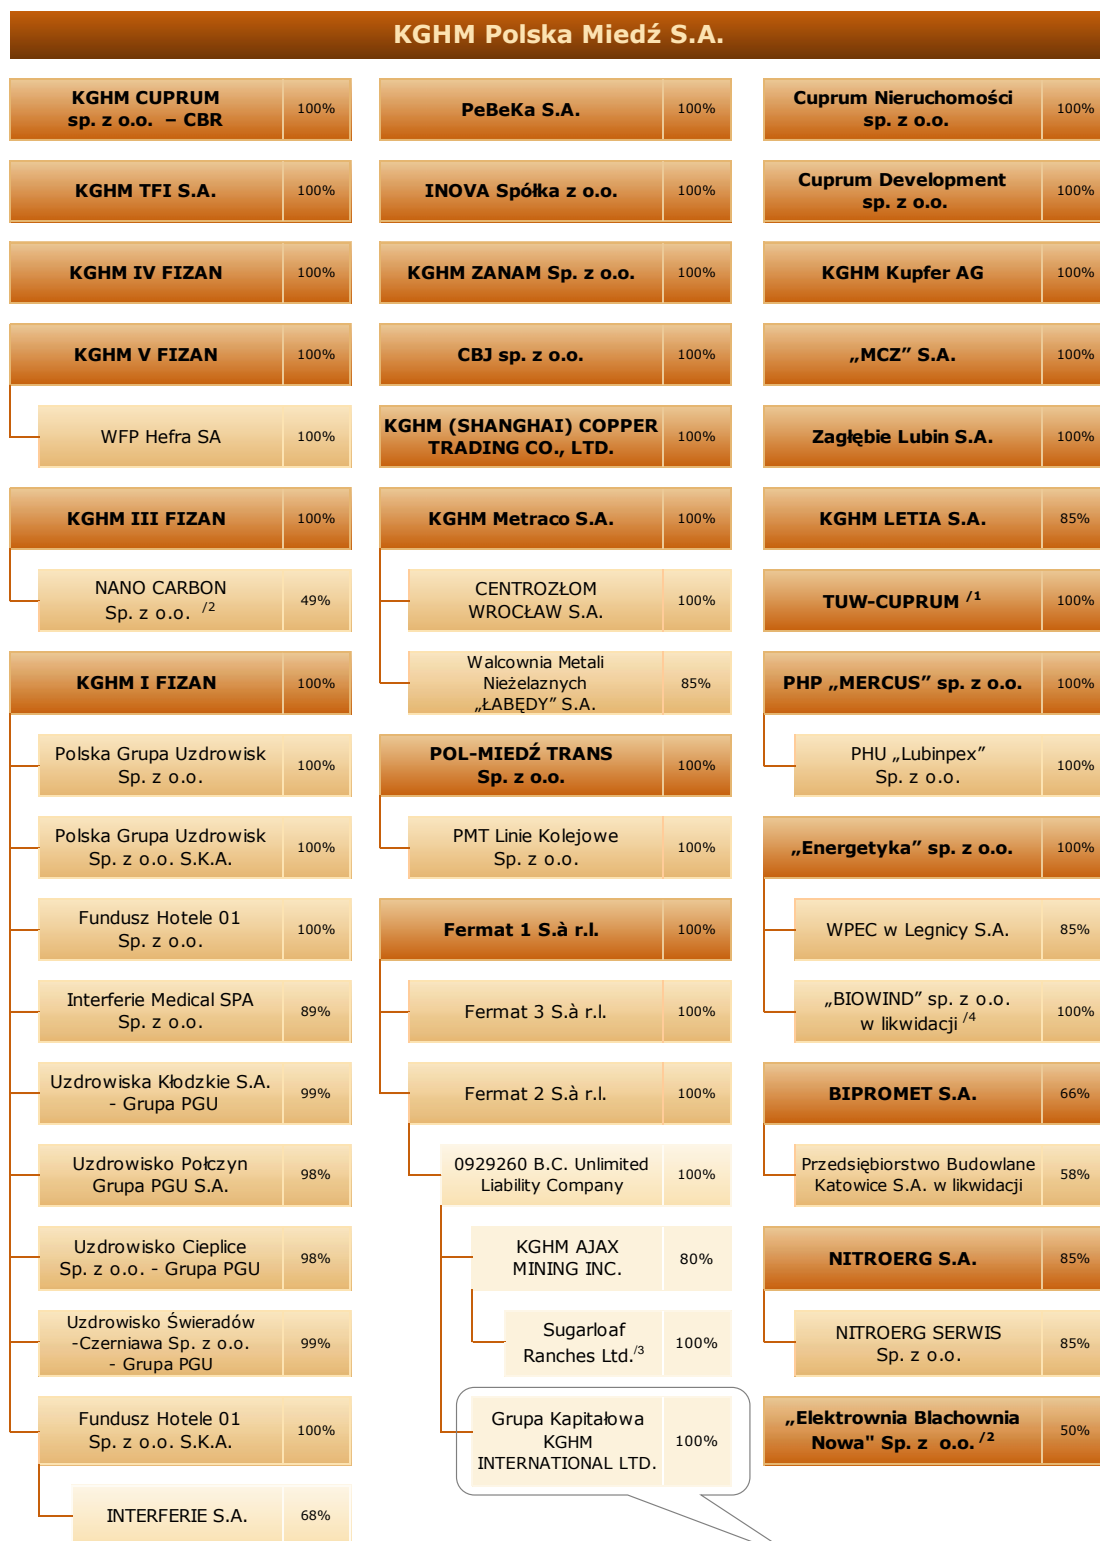 KGHM Polska Miedź S.A.
KGHM CUPRUM
sp. z o.o. – CBR
100%
KGHM TFI S.A.
100%
KGHM IV FIZAN
100%
KGHM V FIZAN
100%
WFP Hefra SA
100%
KGHM III FIZAN
100%
NANO CARBON
Sp. z o.o. /2
49%
KGHM I FIZAN
100%
Polska Grupa Uzdrowisk
Sp. z o.o.
100%
Polska Grupa Uzdrowisk
Sp. z o.o. S.K.A.
100%
Fundusz Hotele 01
Sp. z o.o.
100%
Interferie Medical SPA
Sp. z o.o.
89%
Uzdrowiska Kłodzkie S.A.
- Grupa PGU
99%
Uzdrowisko Połczyn
Grupa PGU S.A.
98%
Uzdrowisko Cieplice
Sp. z o.o. - Grupa PGU
98%
Uzdrowisko Świeradów
-Czerniawa Sp. z o.o.
- Grupa PGU
99%
Fundusz Hotele 01
Sp. z o.o. S.K.A.
100%
INTERFERIE S.A.
68%
PeBeKa S.A.
100%
INOVA Spółka z o.o.
100%
KGHM ZANAM Sp. z o.o.
100%
CBJ sp. z o.o.
100%
KGHM (SHANGHAI) COPPER
TRADING CO., LTD.
100%
KGHM Metraco S.A.
100%
CENTROZŁOM
WROCŁAW S.A.
100%
Walcownia Metali
Nieżelaznych
„ŁABĘDY” S.A.
85%
POL-MIEDŹ TRANS
Sp. z o.o.
100%
PMT Linie Kolejowe
Sp. z o.o.
100%
Fermat 1 S.à r.l.
100%
Fermat 3 S.à r.l.
100%
Fermat 2 S.à r.l.
100%
0929260 B.C. Unlimited
Liability Company
100%
KGHM AJAX
MINING INC.
80%
Sugarloaf
Ranches Ltd./3
100%
Grupa Kapitałowa
KGHM
INTERNATIONAL LTD.
100%
Cuprum Nieruchomości
sp. z o.o.
100%
Cuprum Development
sp. z o.o.
100%
KGHM Kupfer AG
100%
„MCZ” S.A.
100%
Zagłębie Lubin S.A.
100%
KGHM LETIA S.A.
85%
TUW-CUPRUM /1
100%
PHP „MERCUS” sp. z o.o.
100%
PHU „Lubinpex”
Sp. z o.o.
100%
„Energetyka” sp. z o.o.
100%
WPEC w Legnicy S.A.
85%
„BIOWIND” sp. z o.o.
w likwidacji /4
100%
BIPROMET S.A.
66%
Przedsiębiorstwo Budowlane
Katowice S.A. w likwidacji
58%
NITROERG S.A.
85%
NITROERG SERWIS
Sp. z o.o.
85%
„Elektrownia Blachownia
Nowa" Sp. z o.o. /2
50%